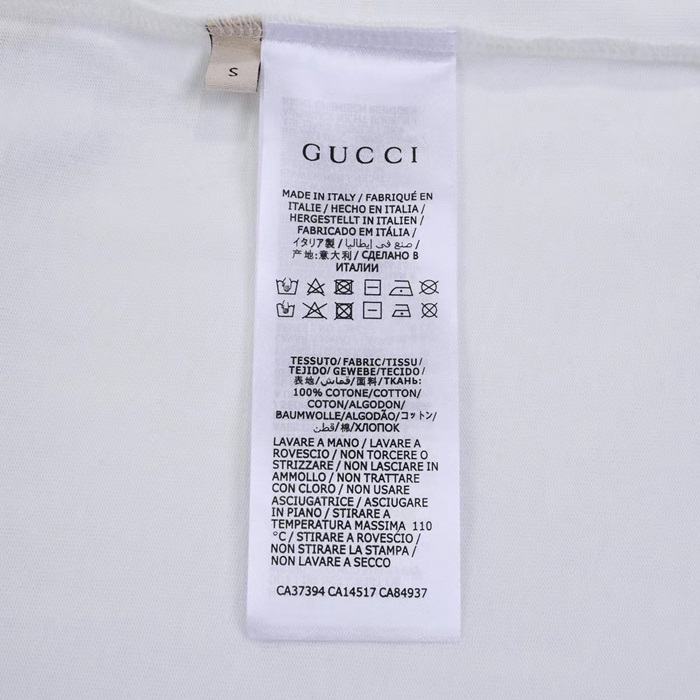 S
GUCCI
MADE IN ITALY / FABRIQUÉ EN
ITALIE / HECHO EN ITALIA /
HERGESTELLT IN ITALIEN /
FABRICADO EM ITÁLIA /
イタリア製 / صنع في إيطاليا /
产地:意大利 / СДЕЛАНО В
ИТАЛИИ
TESSUTO/FABRIC/TISSU/
TEJIDO/ GEWEBE/TECIDO/
表地/قماش/面料/ТКАНЬ:
100% COTONE/COTTON/
COTON/ALGODON/
BAUMWOLLE/ALGODÃO/コットン/
قطن/棉/ХЛОПОК
LAVARE A MANO / LAVARE A
ROVESCIO / NON TORCERE O
STRIZZARE / NON LASCIARE IN
AMMOLLO / NON TRATTARE
CON CLORO / NON USARE
ASCIUGATRICE / ASCIUGARE
IN PIANO / STIRARE A
TEMPERATURA MASSIMA 110
°C / STIRARE A ROVESCIO /
NON STIRARE LA STAMPA /
NON LAVARE A SECCO
CA37394 CA14517 CA84937